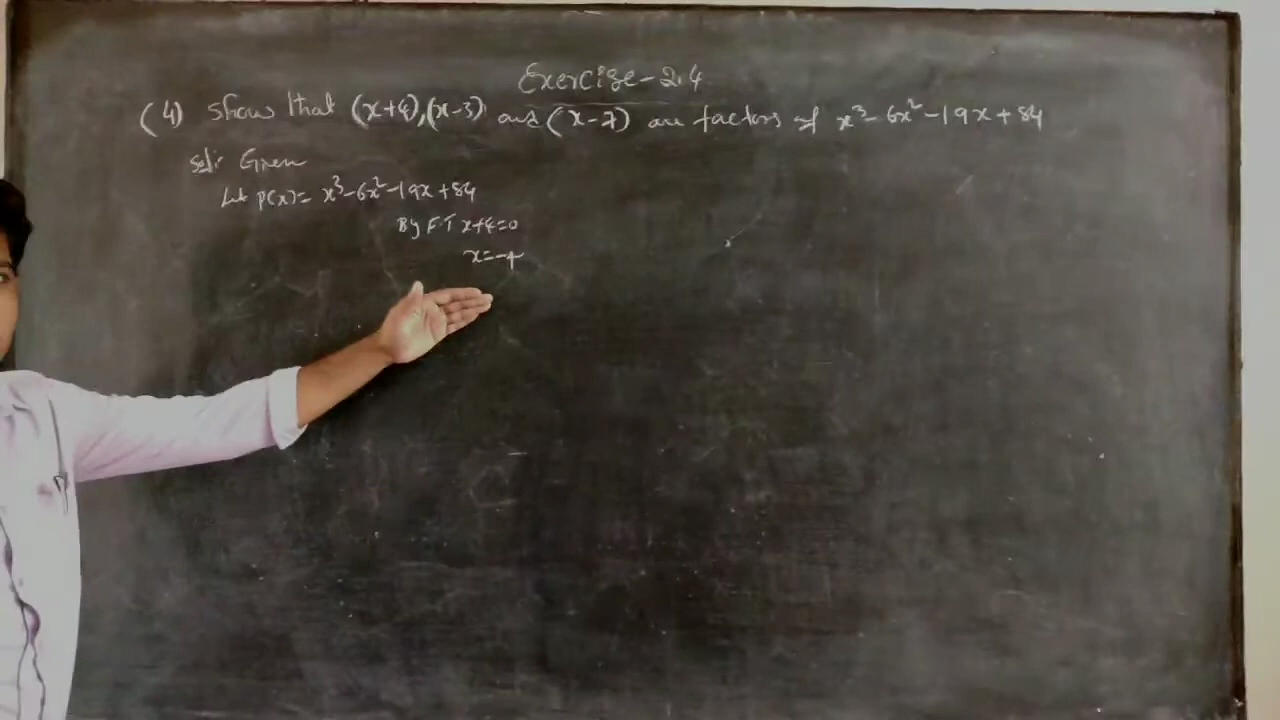 Exercise-2.4
(4) Show that (x+4),(x-3) and (x-7) are factors of x³-6x²-19x+84
Sol: Given
Let p(x)= x³-6x²-19x+84
By F.T x+4=0
x=-4